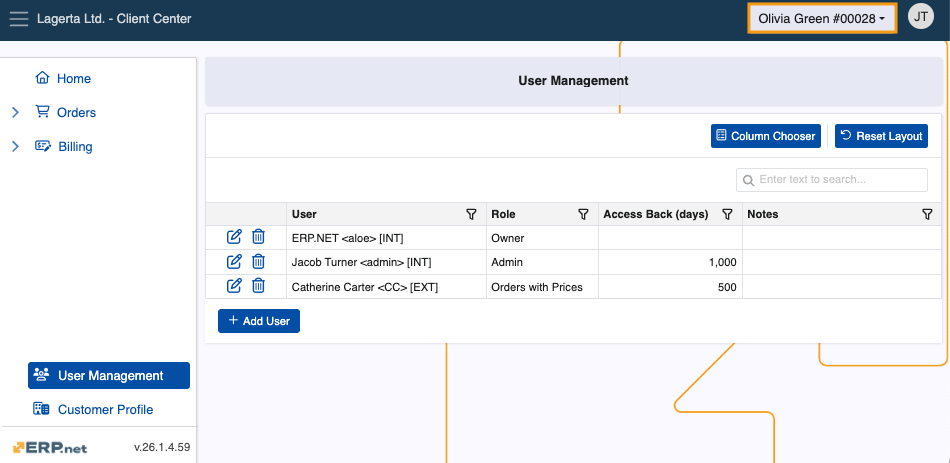 Lagerta Ltd. - Client Center
Olivia Green #00028
JT
Home
Orders
Billing
User Management
Customer Profile
ERP.net
v.26.1.4.59
User Management
Column Chooser
Reset Layout
Enter text to search...
User Role Access Back (days) Notes
ERP.NET <aloe> [INT] Owner
Jacob Turner <admin> [INT] Admin 1,000
Catherine Carter <CC> [EXT] Orders with Prices 500
+ Add User